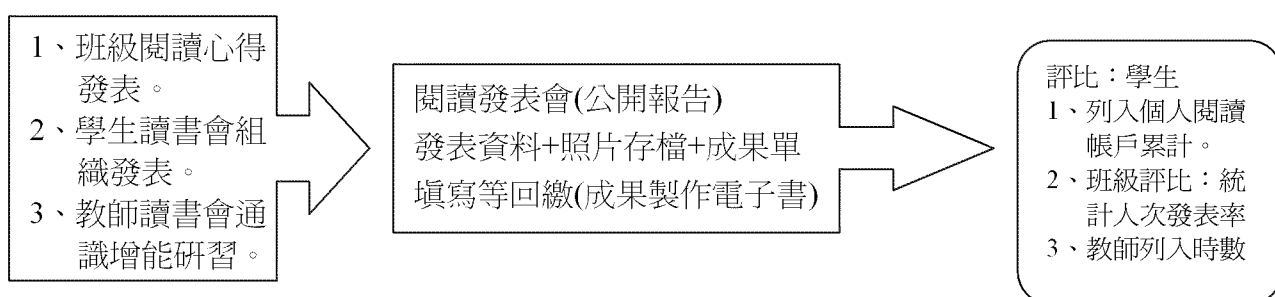 1、班級閱讀心得
發表。
2、學生讀書會組
織發表。
3、教師讀書會通
識增能研習。
閱讀發表會(公開報告)
發表資料+照片存檔+成果單
填寫等回繳(成果製作電子書)
評比：學生
1、列入個人閱讀
帳戶累計。
2、班級評比：統
計人次發表率
3、教師列入時數